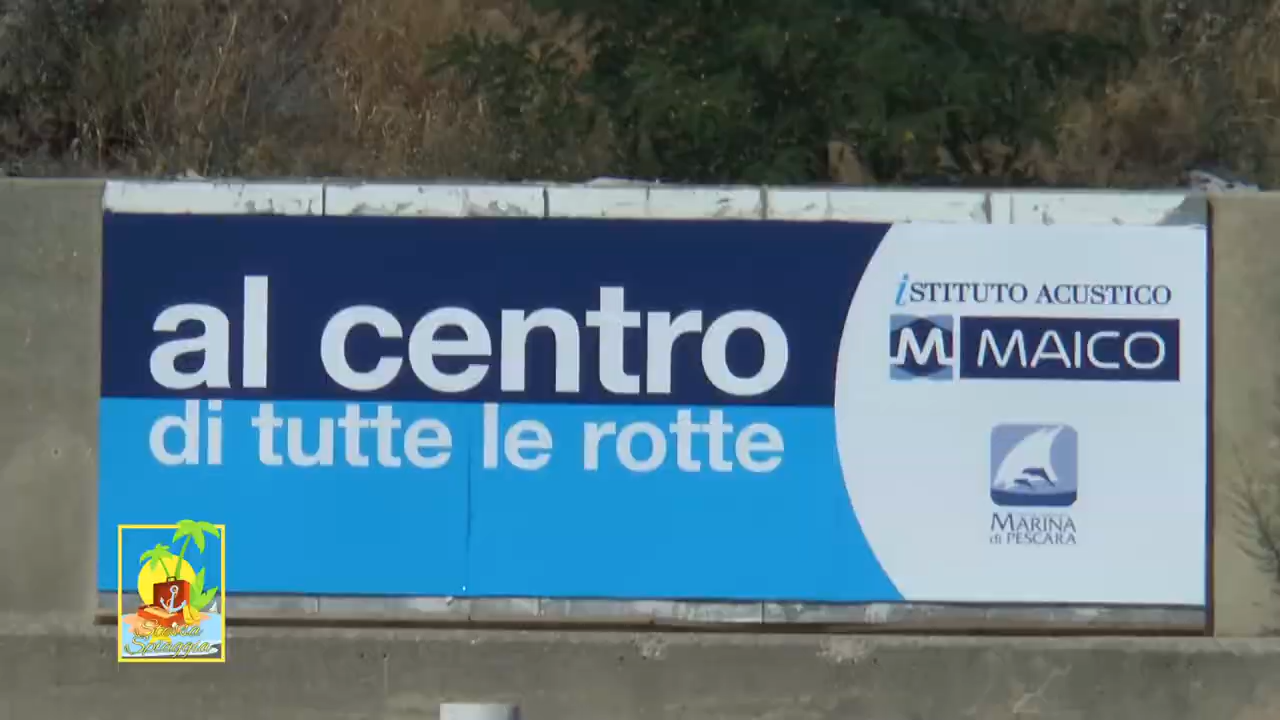 al centro
di tutte le rotte
iSTITUTO ACUSTICO
M MAICO
MARINA
di PESCARA
Stessa
Spiaggia